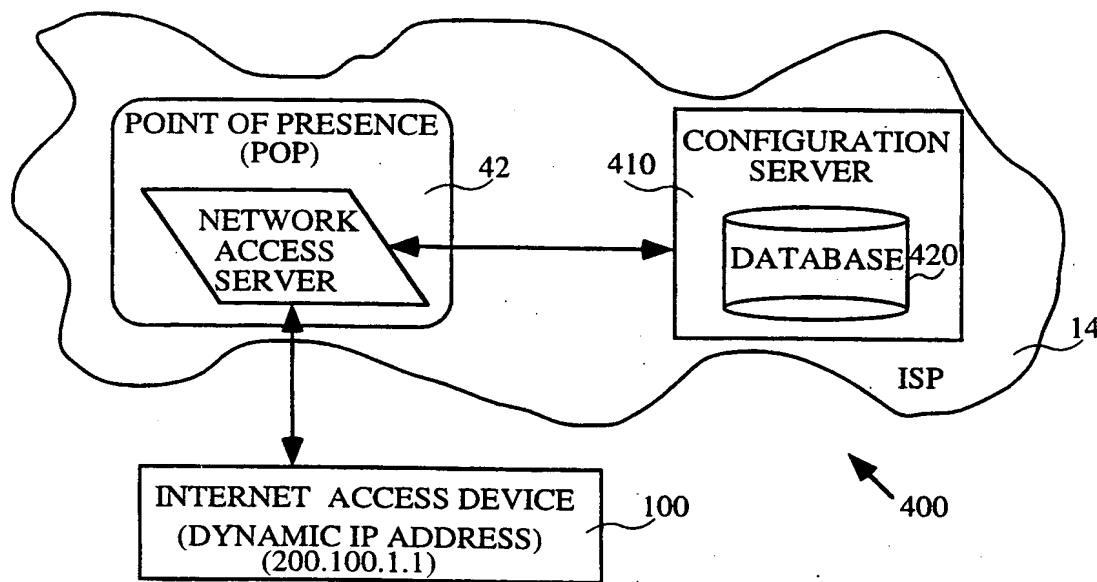 POINT OF PRESENCE
(POP)
42
NETWORK
ACCESS
SERVER
CONFIGURATION
SERVER
410
DATABASE
420
14
ISP
INTERNET ACCESS DEVICE
(DYNAMIC IP ADDRESS)
(200.100.1.1)
100
400